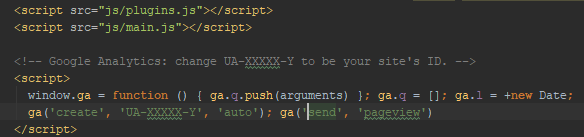 <script src="js/plugins.js"></script>
<script src="js/main.js"></script>
<!-- Google Analytics: change UA-XXXXX-Y to be your site's ID. -->
<script>
window.ga = function () { ga.q.push(arguments) }; ga.q = []; ga.l = +new Date;
ga('create', 'UA-XXXXX-Y', 'auto'); ga('send', 'pageview')
</script>